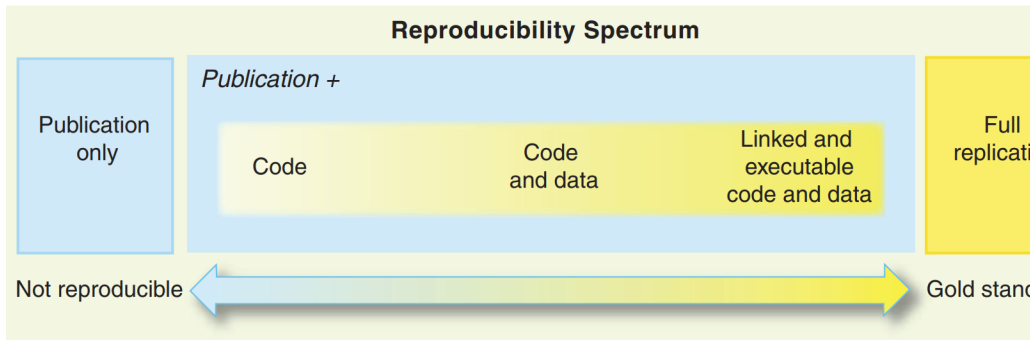 Reproducibility Spectrum
Publication
only
Publication +
Code
Code
and data
Linked and
executable
code and data
Full
replicati
Not reproducible
Gold stand